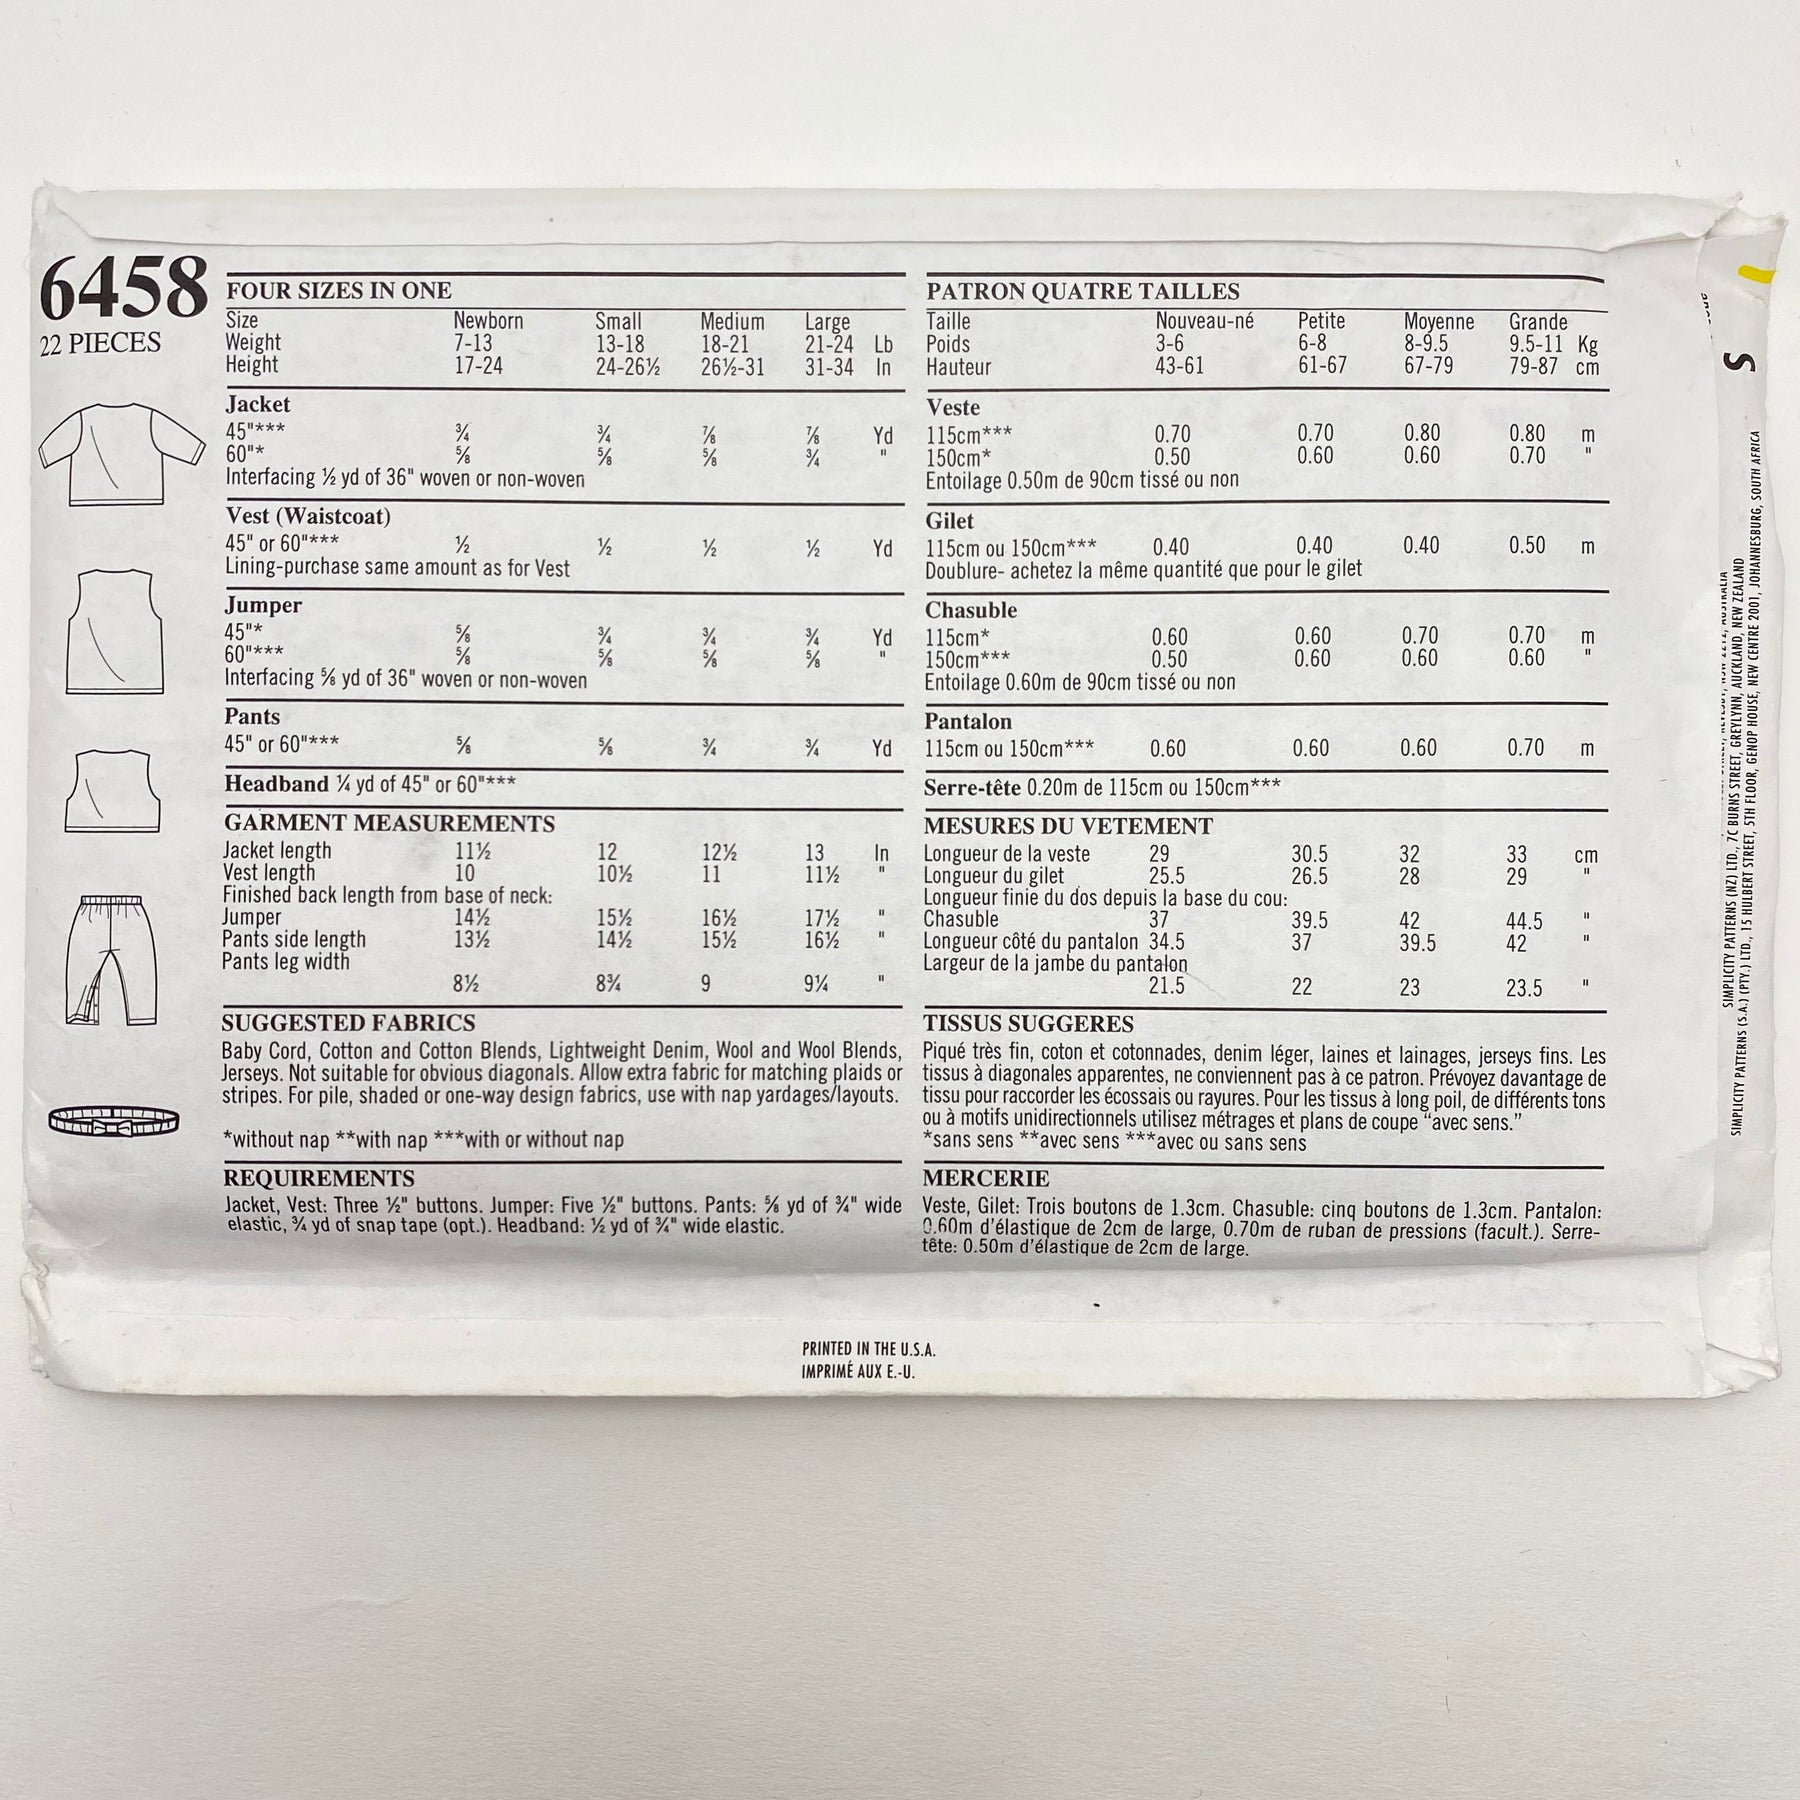 6458
22 PIECES
FOUR SIZES IN ONE
Size Newborn Small Medium Large
Weight 7-13 13-18 18-21 21-24 Lb
Height 17-24 24-26½ 26½-31 31-34 In
Jacket
45"*** ¾ ¾ ⅞ ⅞ Yd
60"* ⅝ ⅝ ⅝ ¾ "
Interfacing ½ yd of 36" woven or non-woven
Vest (Waistcoat)
45" or 60"*** ½ ½ ½ ½ Yd
Lining-purchase same amount as for Vest
Jumper
45"* ⅝ ¾ ¾ ¾ Yd
60"*** ⅝ ⅝ ⅝ ⅝ "
Interfacing ⅝ yd of 36" woven or non-woven
Pants
45" or 60"*** ⅝ ⅝ ¾ ¾ Yd
Headband ¼ yd of 45" or 60"***
GARMENT MEASUREMENTS
Jacket length 11½ 12 12½ 13 In
Vest length 10 10½ 11 11½ "
Finished back length from base of neck:
Jumper 14½ 15½ 16½ 17½ "
Pants side length 13½ 14½ 15½ 16½ "
Pants leg width
8½ 8¾ 9 9¼ "
SUGGESTED FABRICS
Baby Cord, Cotton and Cotton Blends, Lightweight Denim, Wool and Wool Blends,
Jerseys. Not suitable for obvious diagonals. Allow extra fabric for matching plaids or
stripes. For pile, shaded or one-way design fabrics, use with nap yardages/layouts.
*without nap **with nap ***with or without nap
REQUIREMENTS
Jacket, Vest: Three ½" buttons. Jumper: Five ½" buttons. Pants: ⅝ yd of ¾" wide
elastic, ¾ yd of snap tape (opt.). Headband: ½ yd of ¾" wide elastic.
PATRON QUATRE TAILLES
Taille Nouveau-né Petite Moyenne Grande
Poids 3-6 6-8 8-9.5 9.5-11 Kg
Hauteur 43-61 61-67 67-79 79-87 cm
Veste
115cm*** 0.70 0.70 0.80 0.80 m
150cm* 0.50 0.60 0.60 0.70 "
Entoilage 0.50m de 90cm tissé ou non
Gilet
115cm ou 150cm*** 0.40 0.40 0.40 0.50 m
Doublure- achetez la même quantité que pour le gilet
Chasuble
115cm* 0.60 0.60 0.70 0.70 m
150cm*** 0.50 0.60 0.60 0.60 "
Entoilage 0.60m de 90cm tissé ou non
Pantalon
115cm ou 150cm*** 0.60 0.60 0.60 0.70 m
Serre-tête 0.20m de 115cm ou 150cm***
MESURES DU VETEMENT
Longueur de la veste 29 30.5 32 33 cm
Longueur du gilet 25.5 26.5 28 29 "
Longueur finie du dos depuis la base du cou:
Chasuble 37 39.5 42 44.5 "
Longueur côté du pantalon 34.5 37 39.5 42 "
Largeur de la jambe du pantalon
21.5 22 23 23.5 "
TISSUS SUGGERES
Piqué très fin, coton et cotonnades, denim léger, laines et lainages, jerseys fins. Les
tissus à diagonales apparentes, ne conviennent pas à ce patron. Prévoyez davantage de
tissu pour raccorder les écossais ou rayures. Pour les tissus à long poil, de différents tons
ou à motifs unidirectionnels utilisez métrages et plans de coupe "avec sens."
*sans sens **avec sens ***avec ou sans sens
MERCERIE
Veste, Gilet: Trois boutons de 1.3cm. Chasuble: cinq boutons de 1.3cm. Pantalon:
0.60m d'élastique de 2cm de large, 0.70m de ruban de pressions (facult.). Serre-
tête: 0.50m d'élastique de 2cm de large.
PRINTED IN THE U.S.A.
IMPRIMÉ AUX E.-U.
S
SIMPLICITY PATTERNS (NZ) LTD., 7C BURNS STREET, GREYLYNN, AUCKLAND, NEW ZEALAND
SIMPLICITY PATTERNS (S.A.) (PTY.) LTD., 15 HULBERT STREET, 5TH FLOOR, GENOP HOUSE, NEW CENTRE 2001, JOHANNESBURG, SOUTH AFRICA